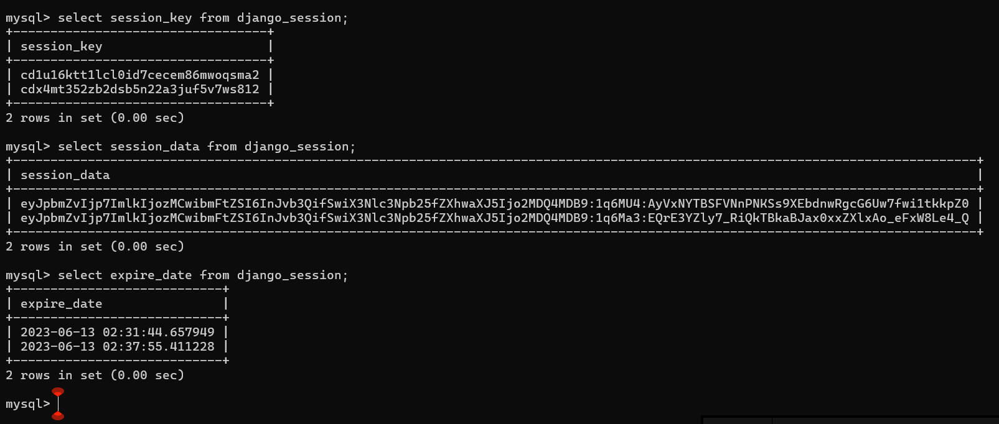 mysql> select session_key from django_session;
+----------------------------------+
| session_key                      |
+----------------------------------+
| cd1u16ktt1lcl0id7cecem86mwoqsma2 |
| cdx4mt352zb2dsb5n22a3juf5v7ws812 |
+----------------------------------+
2 rows in set (0.00 sec)
mysql> select session_data from django_session;
+---------------------------------------------------------------------------------------------------------------------------------+
| session_data                                                                                                                    |
+---------------------------------------------------------------------------------------------------------------------------------+
| eyJpbmZvIjp7ImlkIjozMCwibmFtZSI6InJvb3QifSwiX3Nlc3Npb25fZXhwaXJ5Ijo2MDQ4MDB9:1q6MU4:AyVxNYTBSFVNnPNKSs9XEbdnwRgcG6Uw7fwi1tkkpZ0 |
| eyJpbmZvIjp7ImlkIjozMCwibmFtZSI6InJvb3QifSwiX3Nlc3Npb25fZXhwaXJ5Ijo2MDQ4MDB9:1q6Ma3:EQrE3YZly7_RiQkTBkaBJax0xxZXlxAo_eFxW8Le4_Q |
+---------------------------------------------------------------------------------------------------------------------------------+
2 rows in set (0.00 sec)
mysql> select expire_date from django_session;
+----------------------------+
| expire_date                |
+----------------------------+
| 2023-06-13 02:31:44.657949 |
| 2023-06-13 02:37:55.411228 |
+----------------------------+
2 rows in set (0.00 sec)
mysql>